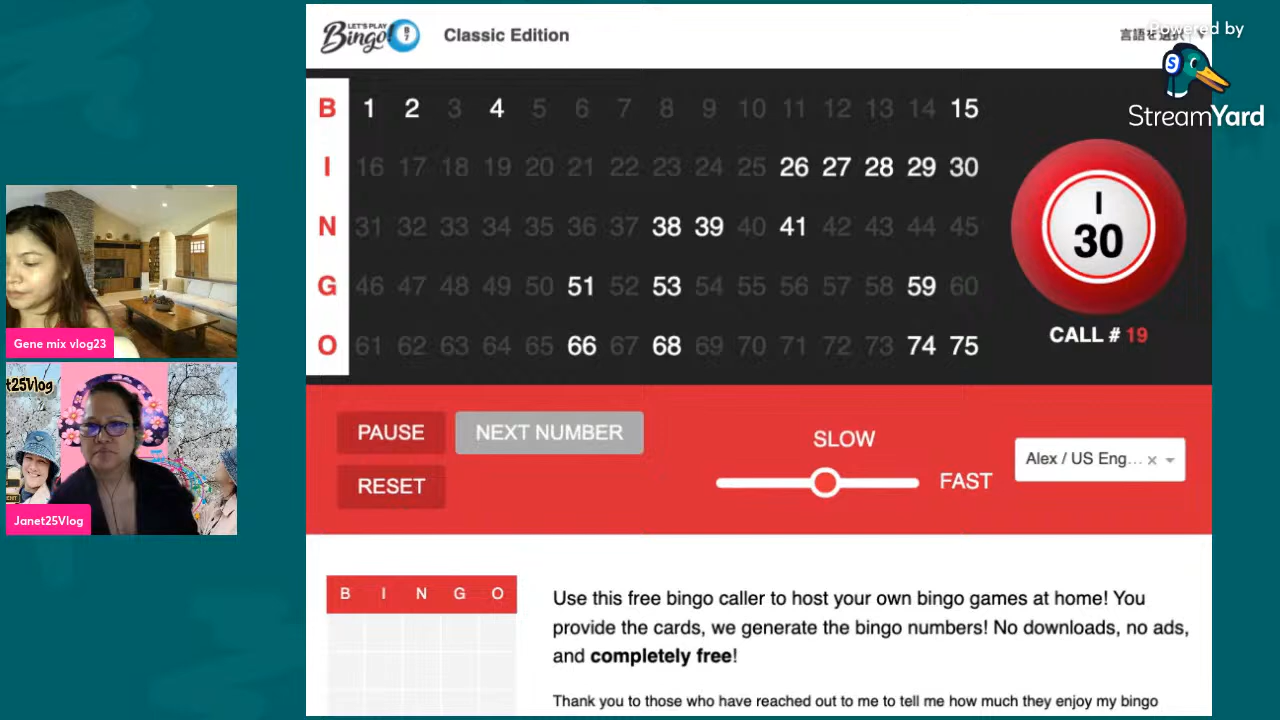 LET'S PLAY
Bingo!
B
7
Classic Edition
言語を選択
Powered by
StreamYard
S
B 1 2 3 4 5 6 7 8 9 10 11 12 13 14 15
I 16 17 18 19 20 21 22 23 24 25 26 27 28 29 30
N 31 32 33 34 35 36 37 38 39 40 41 42 43 44 45
G 46 47 48 49 50 51 52 53 54 55 56 57 58 59 60
O 61 62 63 64 65 66 67 68 69 70 71 72 73 74 75
I
30
CALL # 19
Gene mix vlog23
et25Vlog
Janet25Vlog
PAUSE
NEXT NUMBER
RESET
SLOW
FAST
Alex / US Eng...
B I N G O
Use this free bingo caller to host your own bingo games at home! You
provide the cards, we generate the bingo numbers! No downloads, no ads,
and completely free!
Thank you to those who have reached out to me to tell me how much they enjoy my bingo